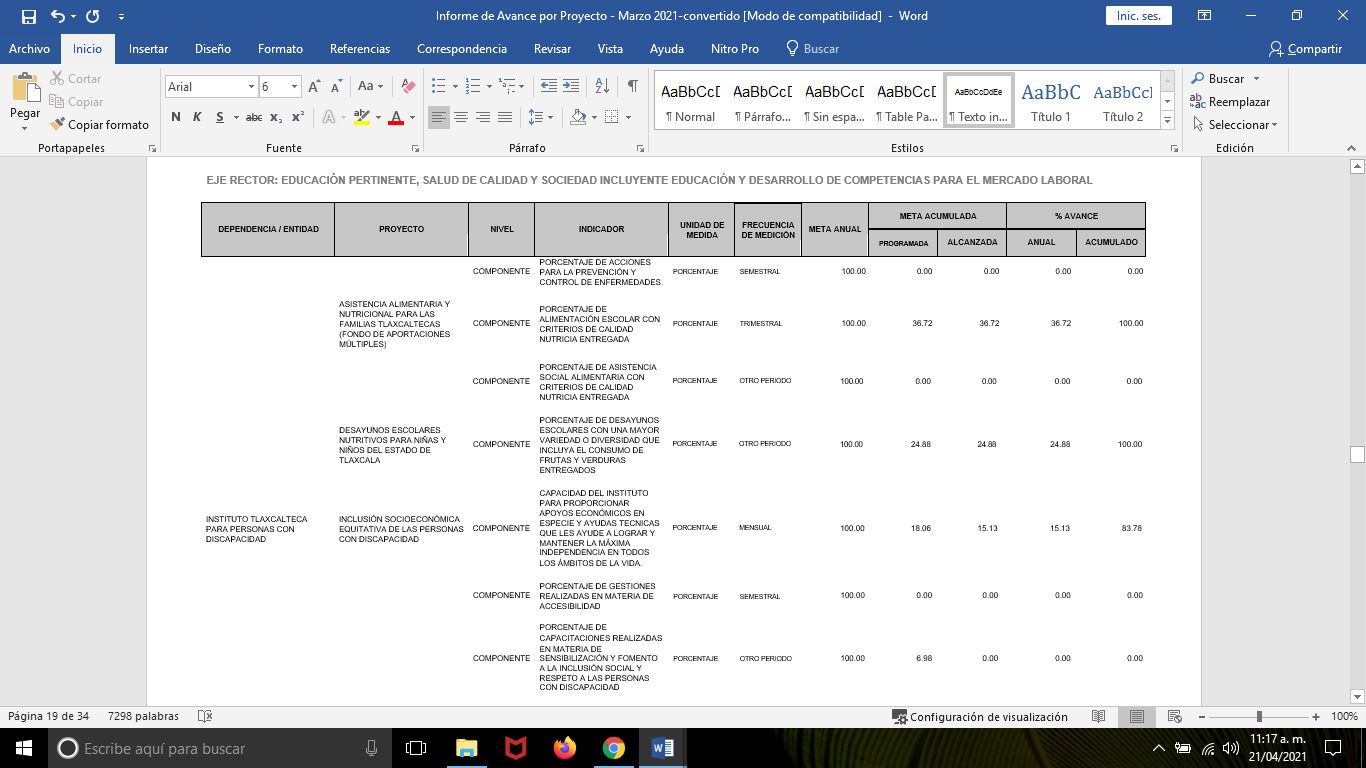 Informe de Avance por Proyecto - Marzo 2021-convertido [Modo de compatibilidad] - Word
Inic. ses.
Archivo Inicio Insertar Diseño Formato Referencias Correspondencia Revisar Vista Ayuda Nitro Pro Buscar Compartir
Pegar
Cortar
Copiar
Copiar formato
Portapapeles
Arial 6
N K S abc x₂ x²
Fuente
Párrafo
AaBbCcD AaBbCcD AaBbCcD AaBbCcD AaBbCcDdEe AaBbC AaBbCcI
¶ Normal ¶ Párrafo... ¶ Sin espa... ¶ Table Pa... ¶ Texto in... Título 1 Título 2
Estilos
Buscar
Reemplazar
Seleccionar
Edición
EJE RECTOR: EDUCACIÓN PERTINENTE, SALUD DE CALIDAD Y SOCIEDAD INCLUYENTE EDUCACIÓN Y DESARROLLO DE COMPETENCIAS PARA EL MERCADO LABORAL
DEPENDENCIA / ENTIDAD PROYECTO NIVEL INDICADOR UNIDAD DE MEDIDA FRECUENCIA DE MEDICIÓN META ANUAL META ACUMULADA % AVANCE
PROGRAMADA ALCANZADA ANUAL ACUMULADO
PORCENTAJE DE ACCIONES
COMPONENTE PARA LA PREVENCIÓN Y PORCENTAJE SEMESTRAL 100.00 0.00 0.00 0.00 0.00
CONTROL DE ENFERMEDADES.
ASISTENCIA ALIMENTARIA Y
NUTRICIONAL PARA LAS
FAMILIAS TLAXCALTECAS
(FONDO DE APORTACIONES
MÚLTIPLES)
COMPONENTE
PORCENTAJE DE
ALIMENTACIÓN ESCOLAR CON
CRITERIOS DE CALIDAD
NUTRICIA ENTREGADA
PORCENTAJE TRIMESTRAL 100.00 36.72 36.72 36.72 100.00
COMPONENTE
PORCENTAJE DE ASISTENCIA
SOCIAL ALIMENTARIA CON
CRITERIOS DE CALIDAD
NUTRICIA ENTREGADA
PORCENTAJE OTRO PERIODO 100.00 0.00 0.00 0.00 0.00
DESAYUNOS ESCOLARES
NUTRITIVOS PARA NIÑAS Y
NIÑOS DEL ESTADO DE
TLAXCALA
COMPONENTE
PORCENTAJE DE DESAYUNOS
ESCOLARES CON UNA MAYOR
VARIEDAD O DIVERSIDAD QUE
INCLUYA EL CONSUMO DE
FRUTAS Y VERDURAS
ENTREGADOS
PORCENTAJE OTRO PERIODO 100.00 24.88 24.88 24.88 100.00
INSTITUTO TLAXCALTECA
PARA PERSONAS CON
DISCAPACIDAD
INCLUSIÓN SOCIOECONÓMICA
EQUITATIVA DE LAS PERSONAS
CON DISCAPACIDAD
COMPONENTE
CAPACIDAD DEL INSTITUTO
PARA PROPORCIONAR
APOYOS ECONÓMICOS EN
ESPECIE Y AYUDAS TECNICAS
QUE LES AYUDE A LOGRAR Y
MANTENER LA MÁXIMA
INDEPENDENCIA EN TODOS
LOS ÁMBITOS DE LA VIDA.
PORCENTAJE MENSUAL 100.00 18.06 15.13 15.13 83.78
COMPONENTE
PORCENTAJE DE GESTIONES
REALIZADAS EN MATERIA DE
ACCESIBILIDAD
PORCENTAJE SEMESTRAL 100.00 0.00 0.00 0.00 0.00
COMPONENTE
PORCENTAJE DE
CAPACITACIONES REALIZADAS
EN MATERIA DE
SENSIBILIZACIÓN Y FOMENTO
A LA INCLUSIÓN SOCIAL Y
RESPETO A LAS PERSONAS
CON DISCAPACIDAD
PORCENTAJE OTRO PERIODO 100.00 6.98 0.00 0.00 0.00
Página 19 de 34 7298 palabras Configuración de visualización 100%
Escribe aquí para buscar
11:17 a. m.
21/04/2021